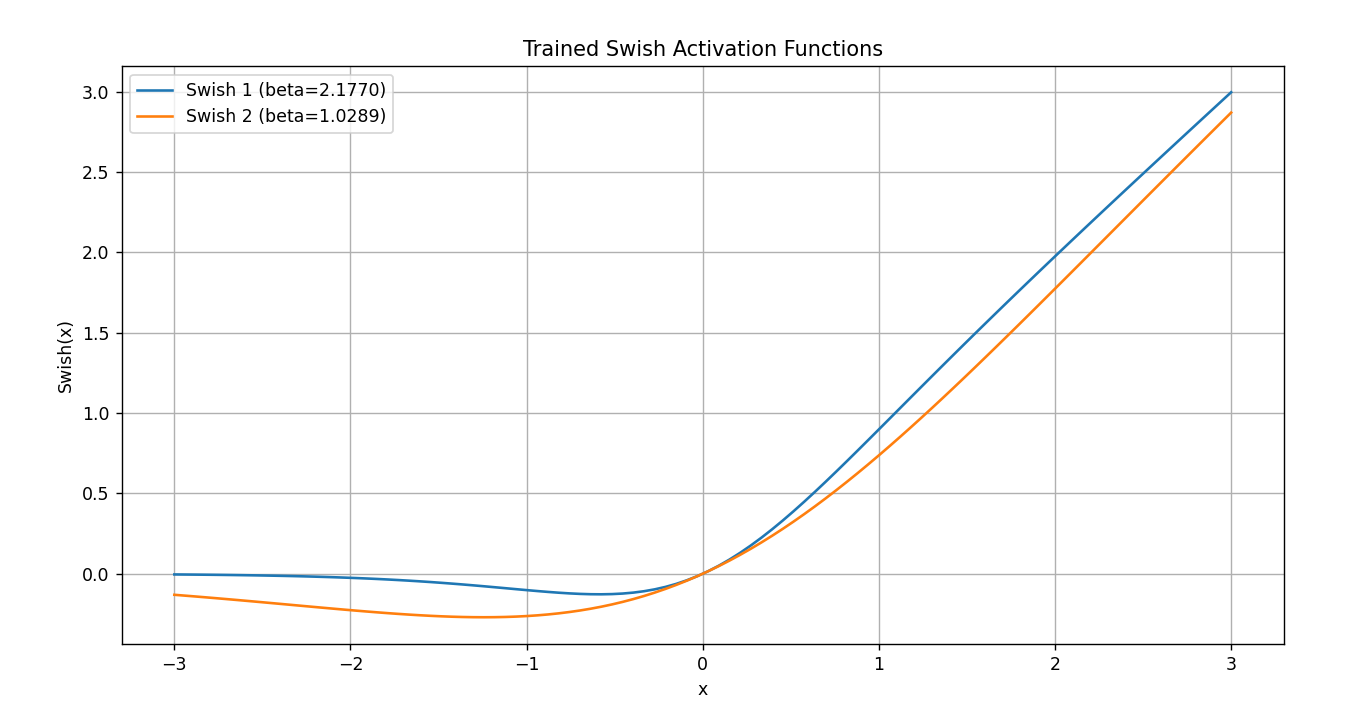 Trained Swish Activation Functions
Swish 1 (beta=2.1770)
Swish 2 (beta=1.0289)
3.0
2.5
2.0
1.5
1.0
0.5
0.0
Swish(x)
−3
−2
−1
0
1
2
3
x